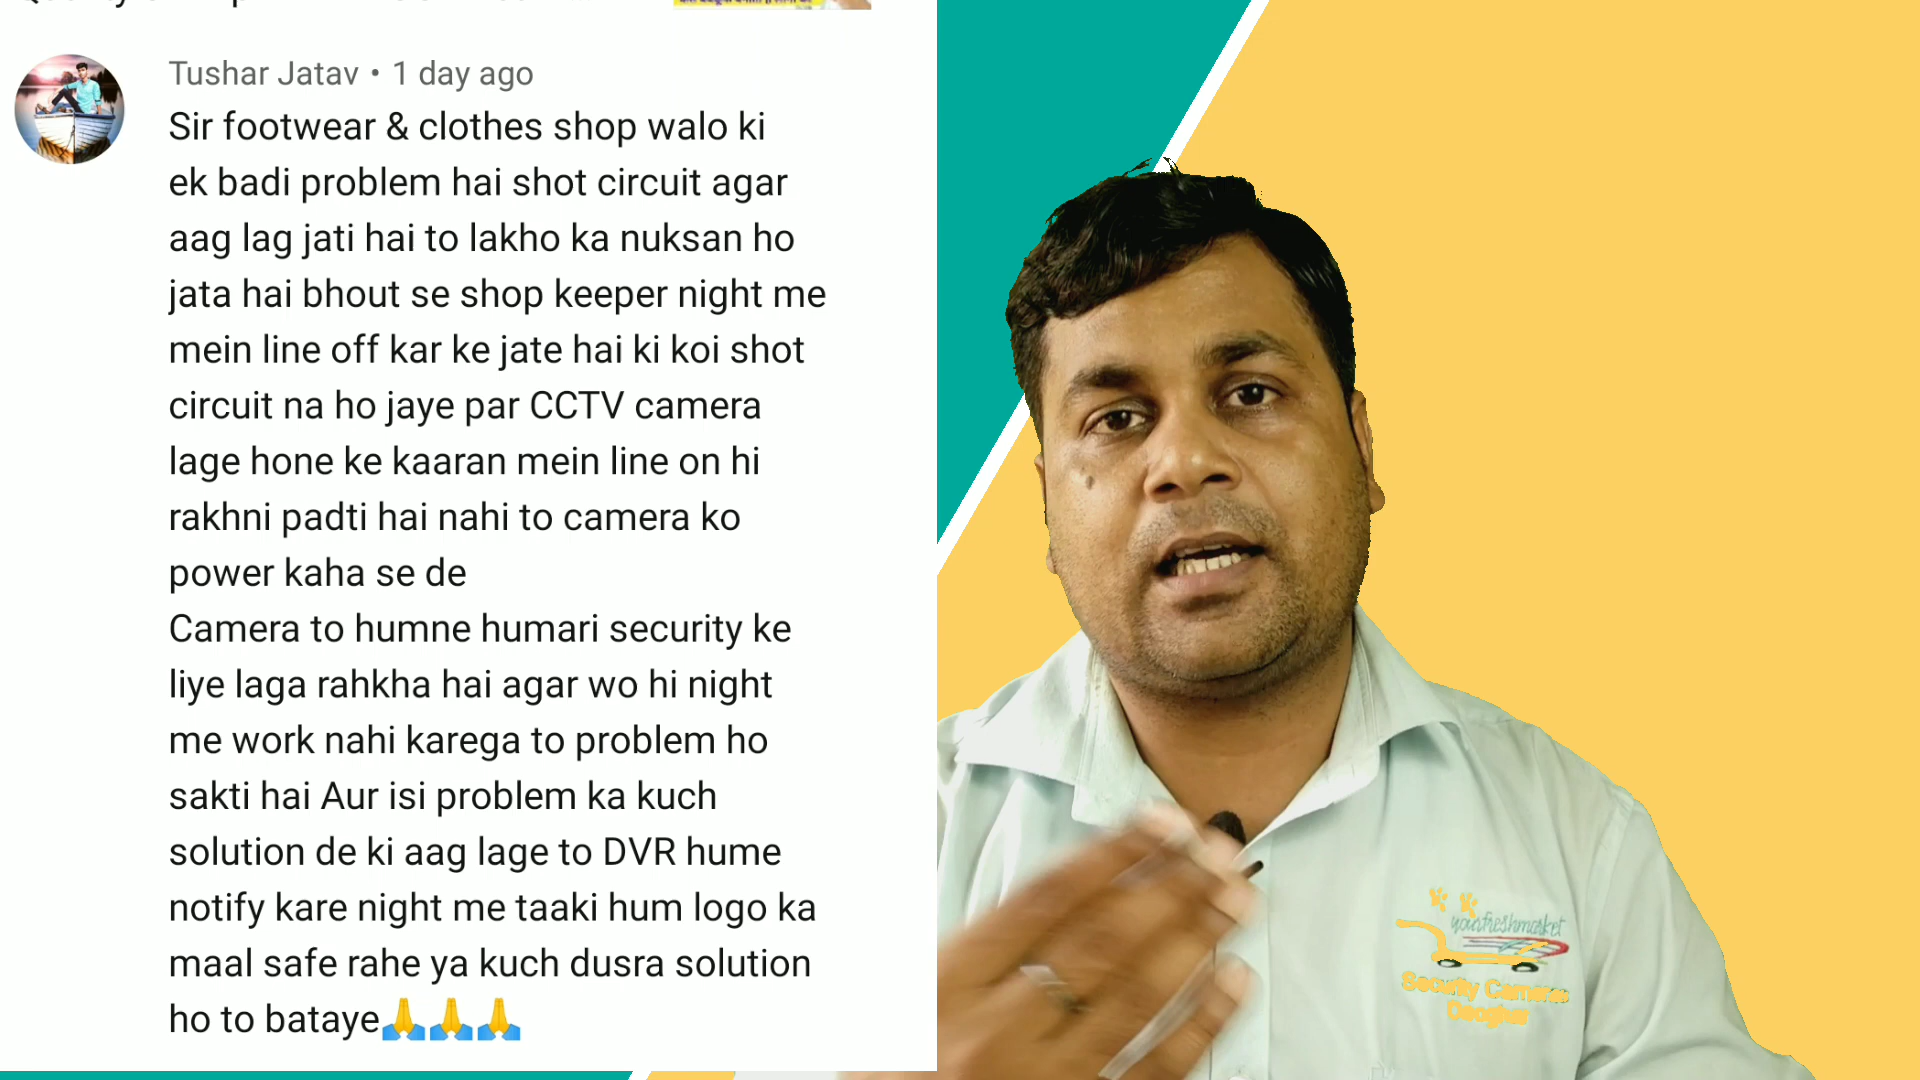 Tushar Jatav • 1 day ago
Sir footwear & clothes shop walo ki
ek badi problem hai shot circuit agar
aag lag jati hai to lakho ka nuksan ho
jata hai bhout se shop keeper night me
mein line off kar ke jate hai ki koi shot
circuit na ho jaye par CCTV camera
lage hone ke kaaran mein line on hi
rakhni padti hai nahi to camera ko
power kaha se de
Camera to humne humari security ke
liye laga rahkha hai agar wo hi night
me work nahi karega to problem ho
sakti hai Aur isi problem ka kuch
solution de ki aag lage to DVR hume
notify kare night me taaki hum logo ka
maal safe rahe ya kuch dusra solution
ho to bataye🙏🙏🙏
yourfreshmarket
Security Cameras
Deoghar